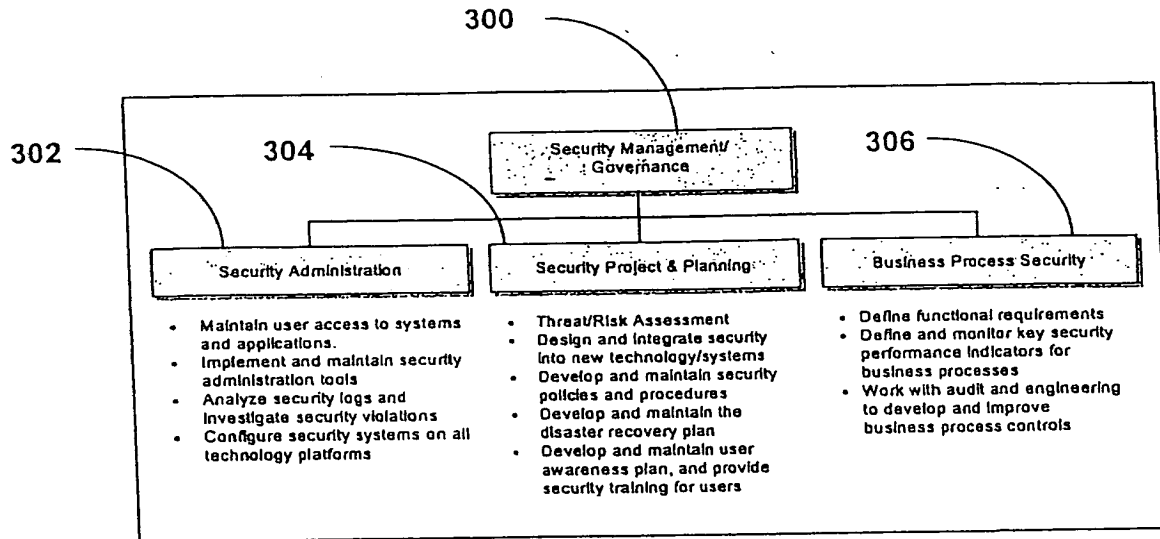 300
302
304
306
Security Management/
Governance
Security Administration
Security Project & Planning
Business Process Security
• Maintain user access to systems
and applications.
• Implement and maintain security
administration tools
• Analyze security logs and
investigate security violations
• Configure security systems on all
technology platforms
• Threat/Risk Assessment
• Design and integrate security
into new technology/systems
• Develop and maintain security
policies and procedures
• Develop and maintain the
disaster recovery plan
• Develop and maintain user
awareness plan, and provide
security training for users
• Define functional requirements
• Define and monitor key security
performance indicators for
business processes
• Work with audit and engineering
to develop and improve
business process controls